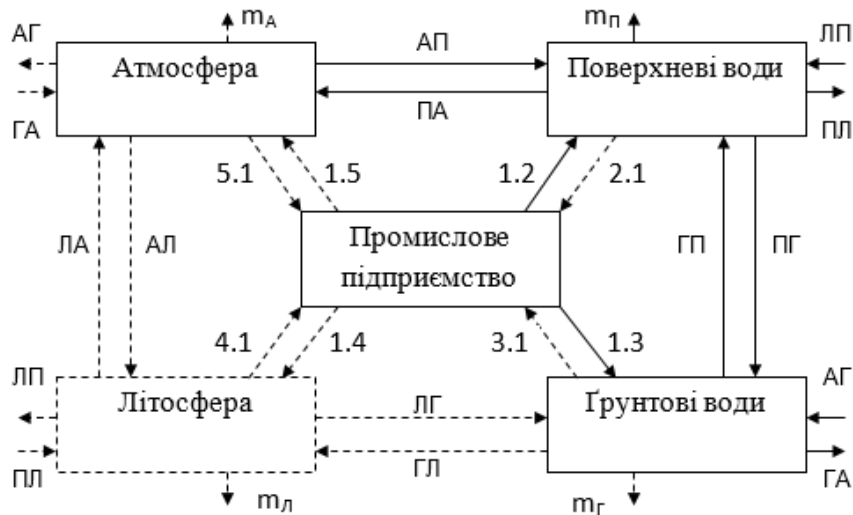 mА
mП
АГ
АП
ЛП
Атмосфера
Поверхневі води
ГА
ПА
ПЛ
5.1
1.5
1.2
2.1
Промислове
підприємство
ЛА
АЛ
ГП
ПГ
4.1
1.4
3.1
1.3
ЛП
АГ
Літосфера
ЛГ
Ґрунтові води
ПЛ
ГЛ
ГА
mЛ
mГ